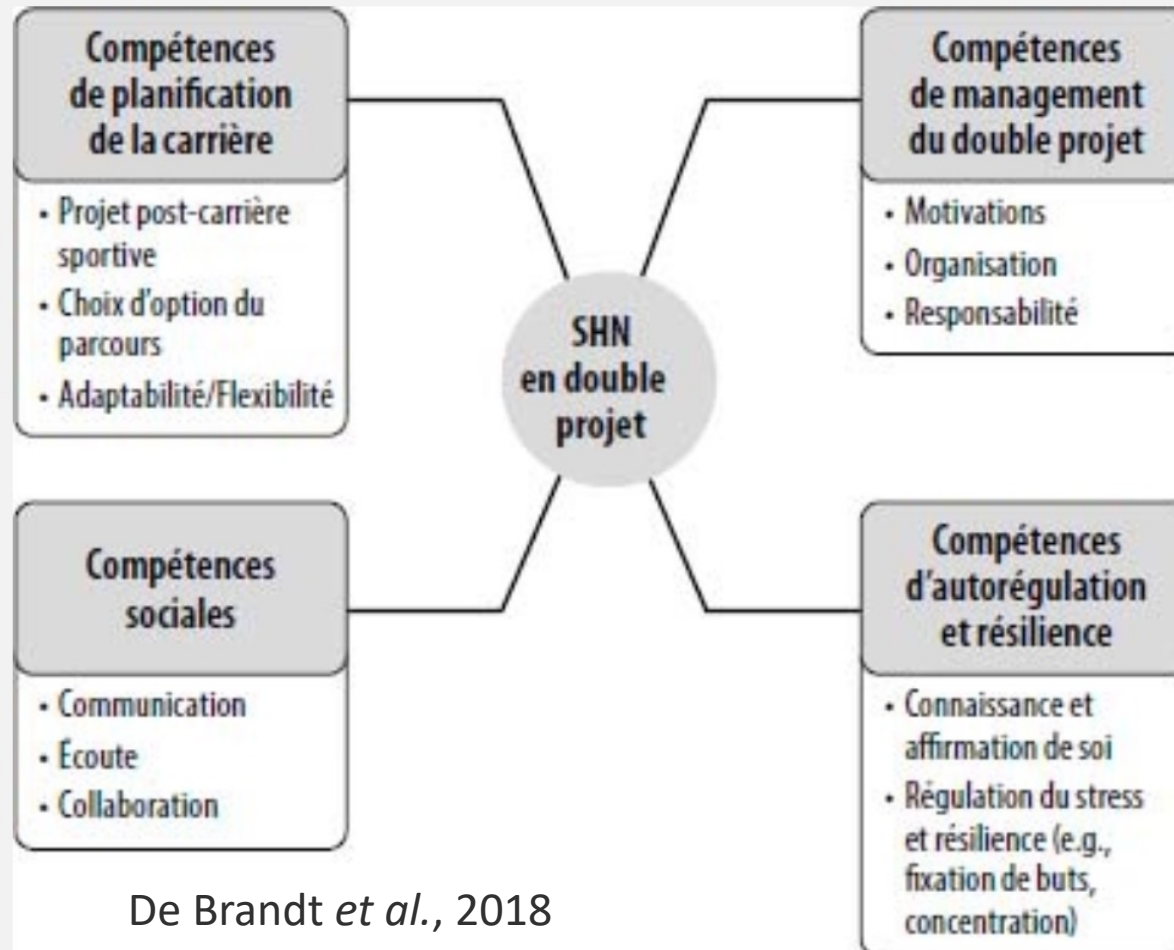 Compétences
de planification
de la carrière
• Projet post-carrière
sportive
• Choix d'option du
parcours
• Adaptabilité/Flexibilité
Compétences
de management
du double projet
• Motivations
• Organisation
• Responsabilité
SHN
en double
projet
Compétences
sociales
• Communication
• Écoute
• Collaboration
Compétences
d'autorégulation
et résilience
• Connaissance et
affirmation de soi
• Régulation du stress
et résilience (e.g.,
fixation de buts,
concentration)
De Brandt et al., 2018